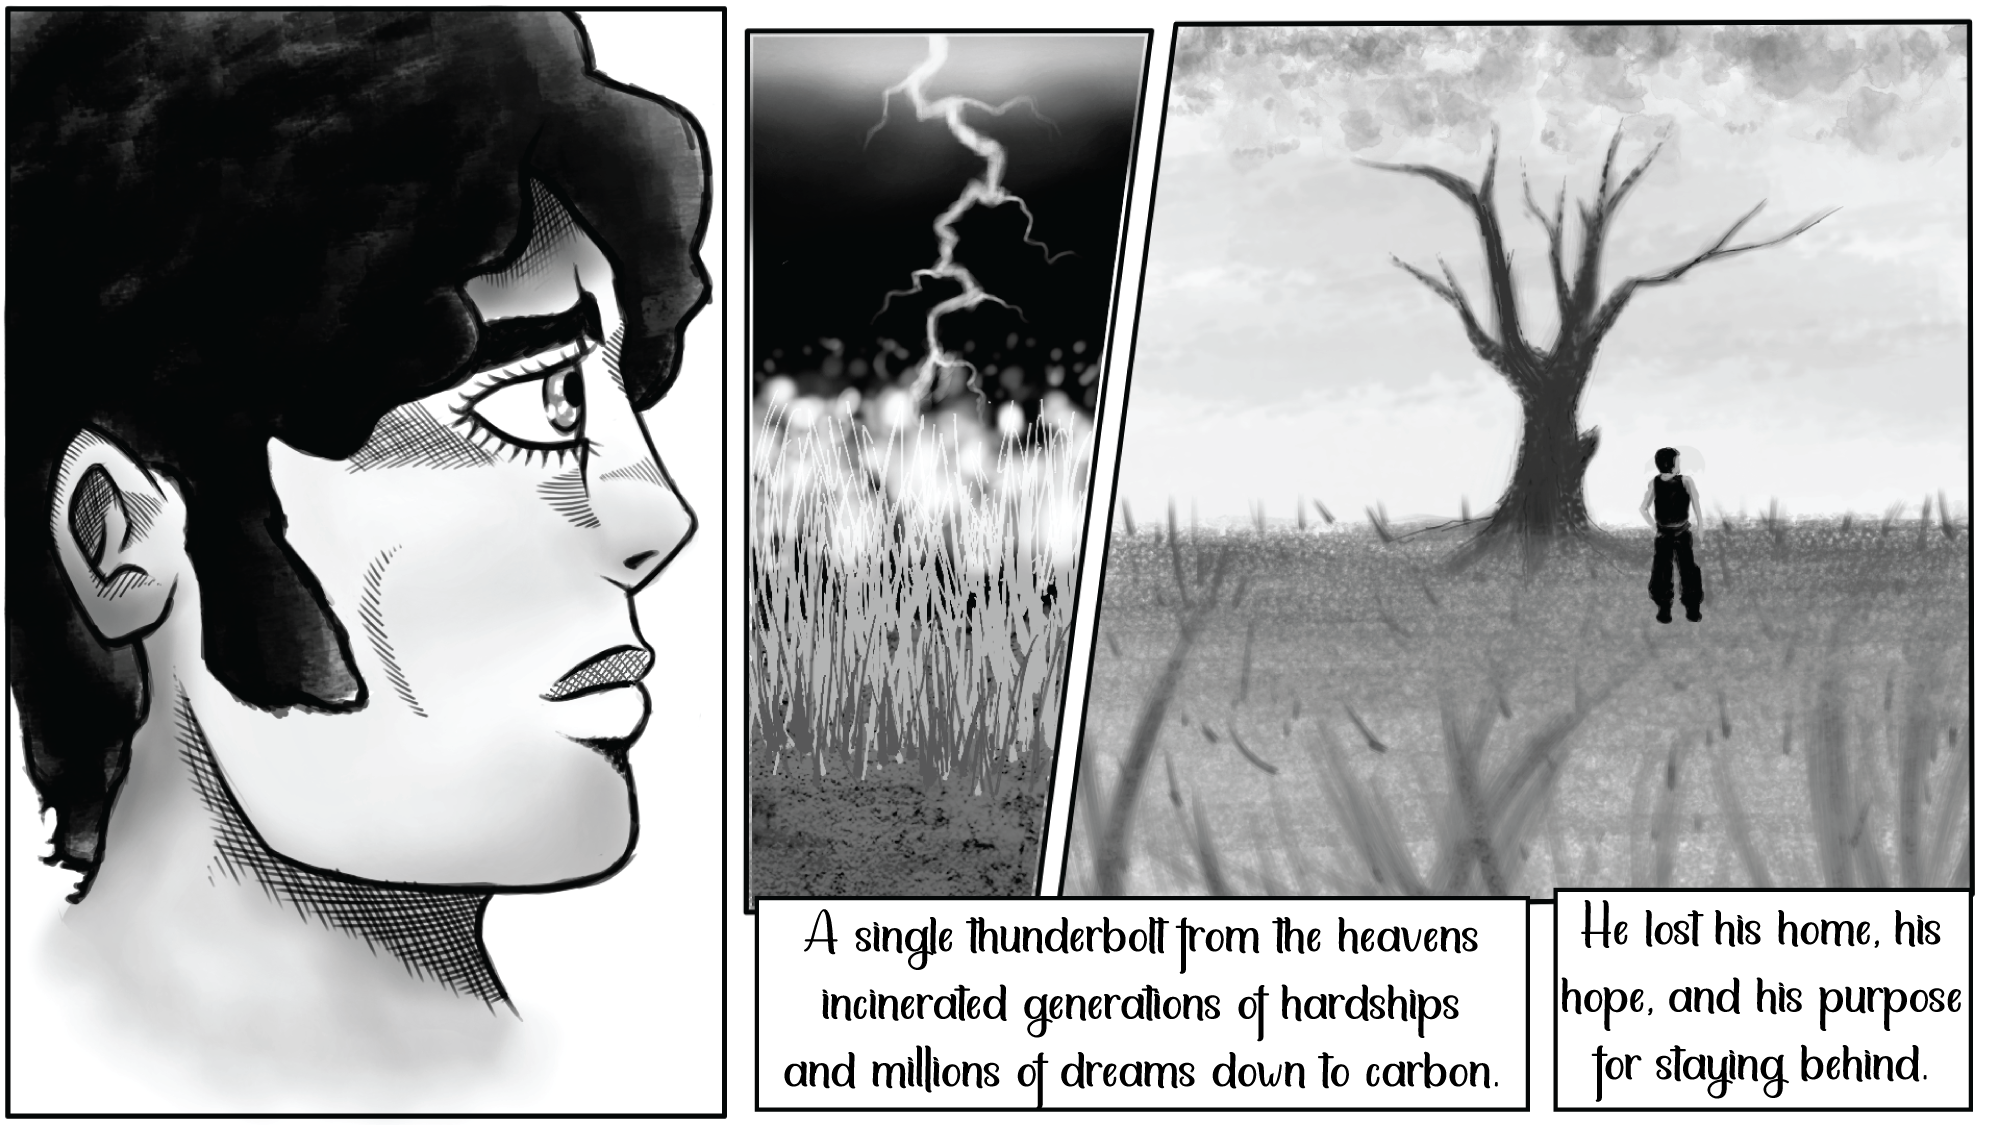 A single thunderbolt from the heavens
incinerated generations of hardships
and millions of dreams down to carbon.
He lost his home, his
hope, and his purpose
for staying behind.